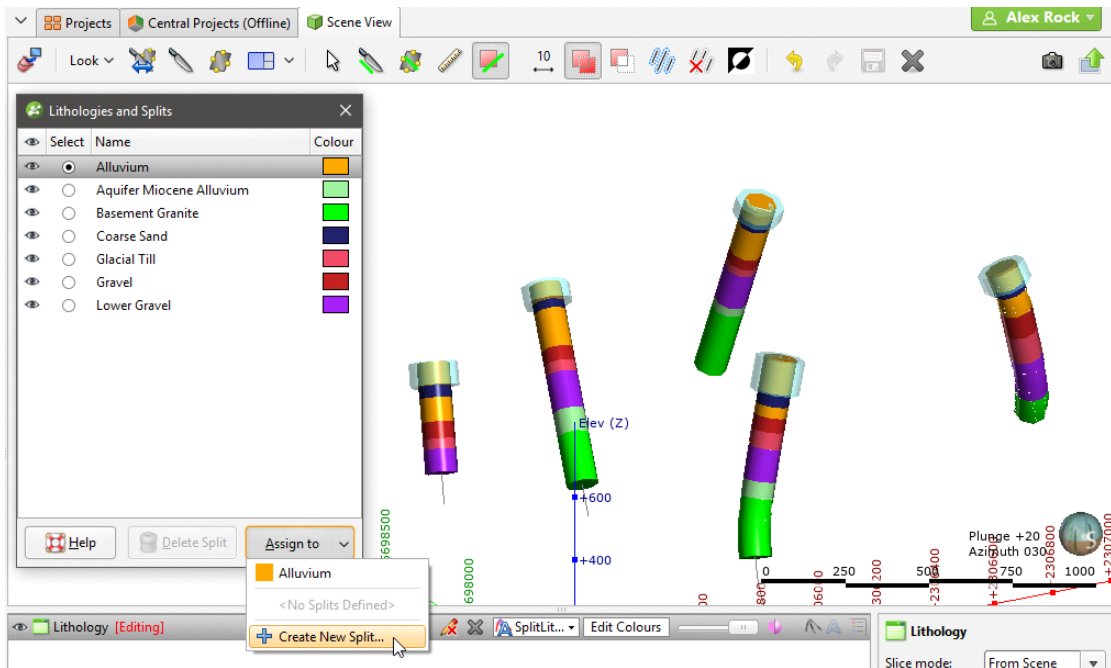 Projects
Central Projects (Offline)
Scene View
Alex Rock
Look
10
Lithologies and Splits
Select Name Colour
Alluvium
Aquifer Miocene Alluvium
Basement Granite
Coarse Sand
Glacial Till
Gravel
Lower Gravel
Elev (Z)
+600
+400
Help
Delete Split
Assign to
Alluvium
<No Splits Defined>
Create New Split...
698500
698000
Plunge +20
Azimuth 030
S
0 250 500 750 1000
+2307000
Lithology [Editing]
SplitLit...
Edit Colours
Lithology
Slice mode: From Scene